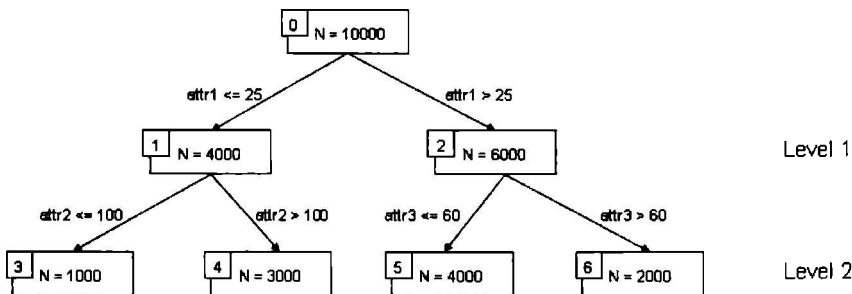 0
N = 10000
attr1 <= 25
attr1 > 25
1
N = 4000
2
N = 6000
Level 1
attr2 <= 100
attr2 > 100
attr3 <= 60
attr3 > 60
3
N = 1000
4
N = 3000
5
N = 4000
6
N = 2000
Level 2